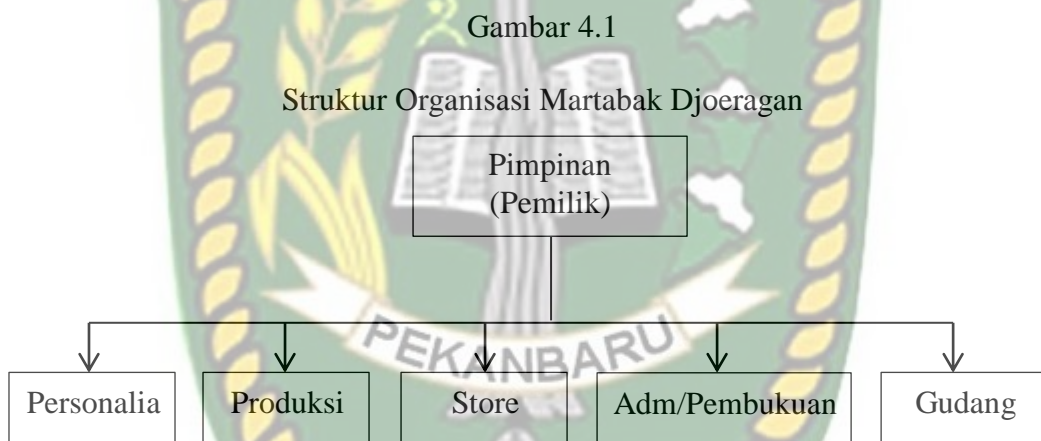 Gambar 4.1
Struktur Organisasi Martabak Djoeragan
Pimpinan
(Pemilik)
PEKANBARU
Personalia
Produksi
Store
Adm/Pembukuan
Gudang